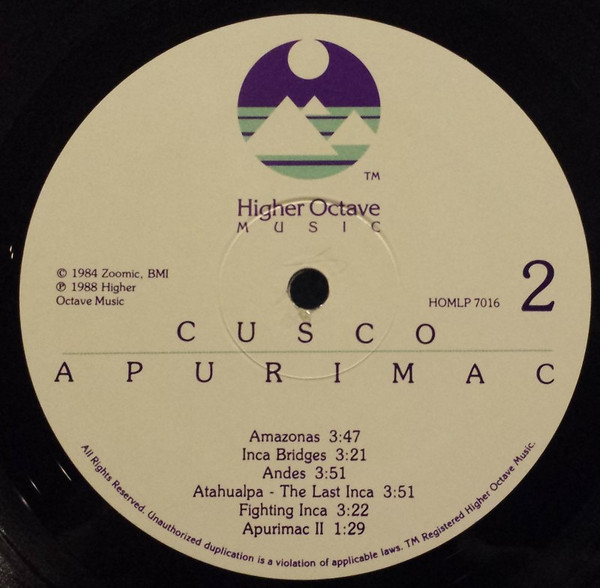 TM
Higher Octave
MUSIC
© 1984 Zoomic, BMI
℗ 1988 Higher
Octave Music
HOMLP 7016
2
CUSCO
APURIMAC
Amazonas 3:47
Inca Bridges 3:21
Andes 3:51
Atahualpa - The Last Inca 3:51
Fighting Inca 3:22
Apurimac II 1:29
All Rights Reserved. Unauthorized duplication is a violation of applicable laws. TM Registered Higher Octave Music.